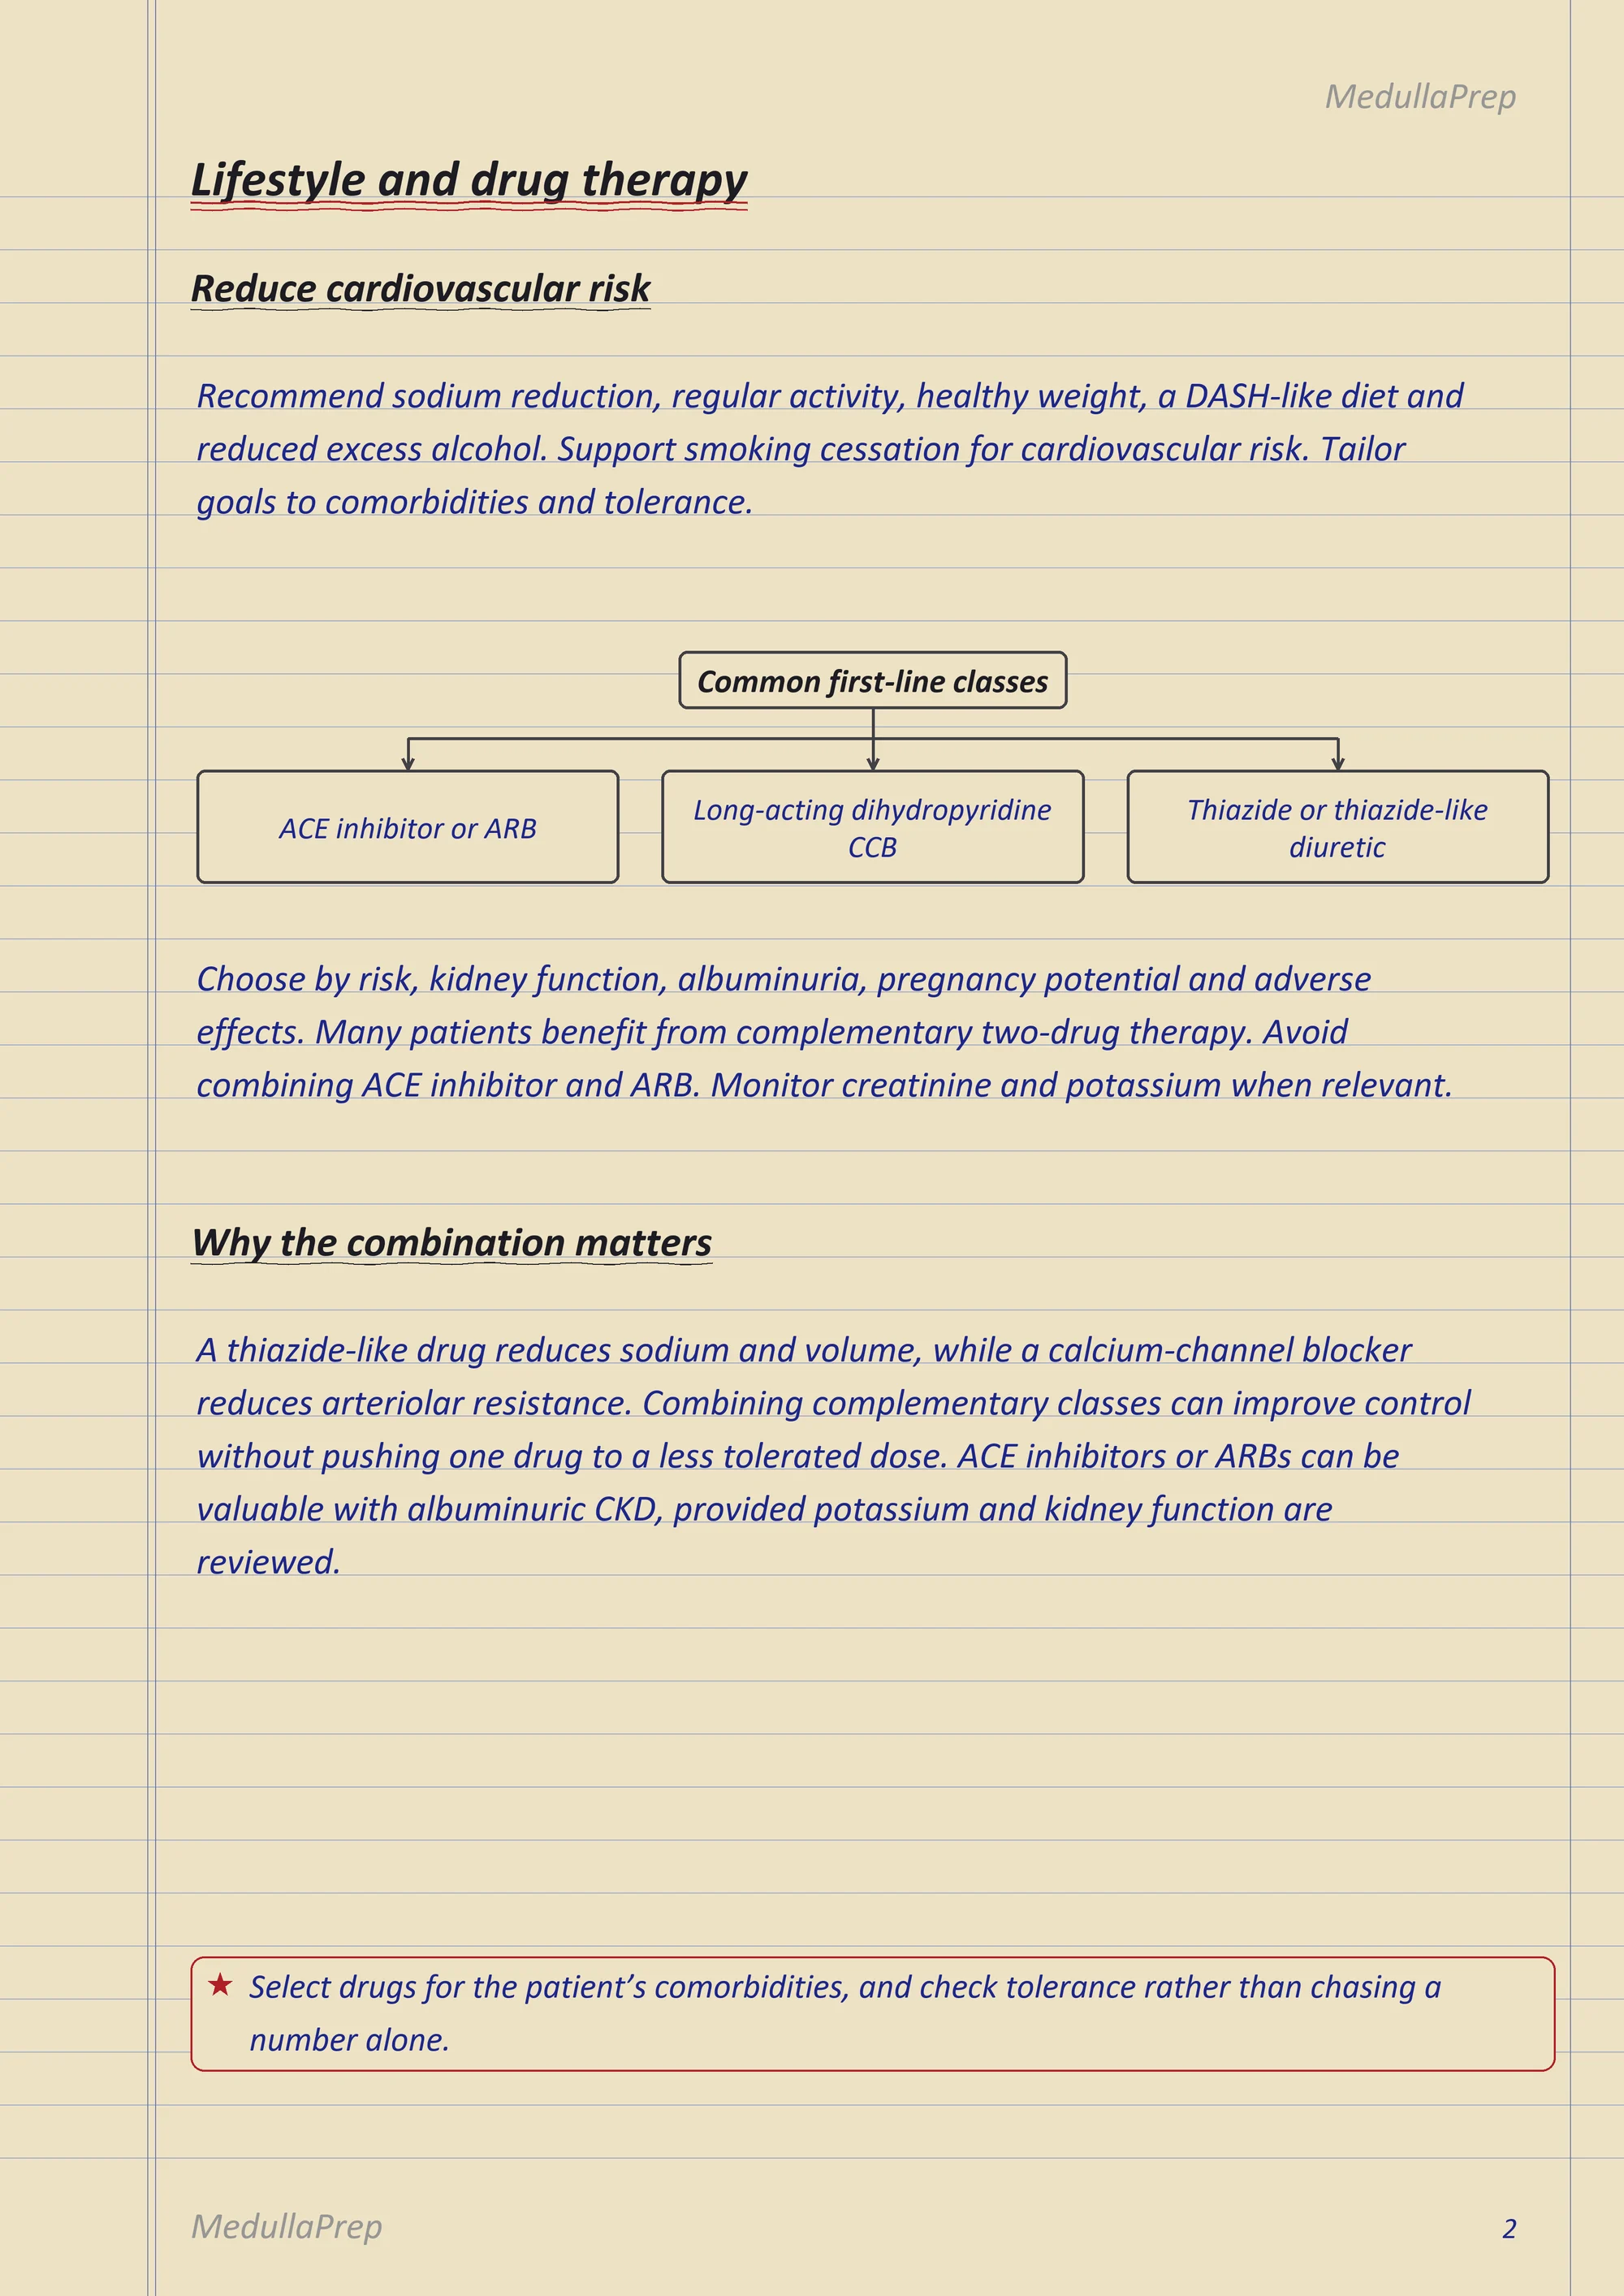 MedullaPrep
Lifestyle and drug therapy
Reduce cardiovascular risk
Recommend sodium reduction, regular activity, healthy weight, a DASH-like diet and
reduced excess alcohol. Support smoking cessation for cardiovascular risk. Tailor
goals to comorbidities and tolerance.
Common first-line classes
ACE inhibitor or ARB
Long-acting dihydropyridine
CCB
Thiazide or thiazide-like
diuretic
Choose by risk, kidney function, albuminuria, pregnancy potential and adverse
effects. Many patients benefit from complementary two-drug therapy. Avoid
combining ACE inhibitor and ARB. Monitor creatinine and potassium when relevant.
Why the combination matters
A thiazide-like drug reduces sodium and volume, while a calcium-channel blocker
reduces arteriolar resistance. Combining complementary classes can improve control
without pushing one drug to a less tolerated dose. ACE inhibitors or ARBs can be
valuable with albuminuric CKD, provided potassium and kidney function are
reviewed.
★ Select drugs for the patient’s comorbidities, and check tolerance rather than chasing a
number alone.
MedullaPrep
2